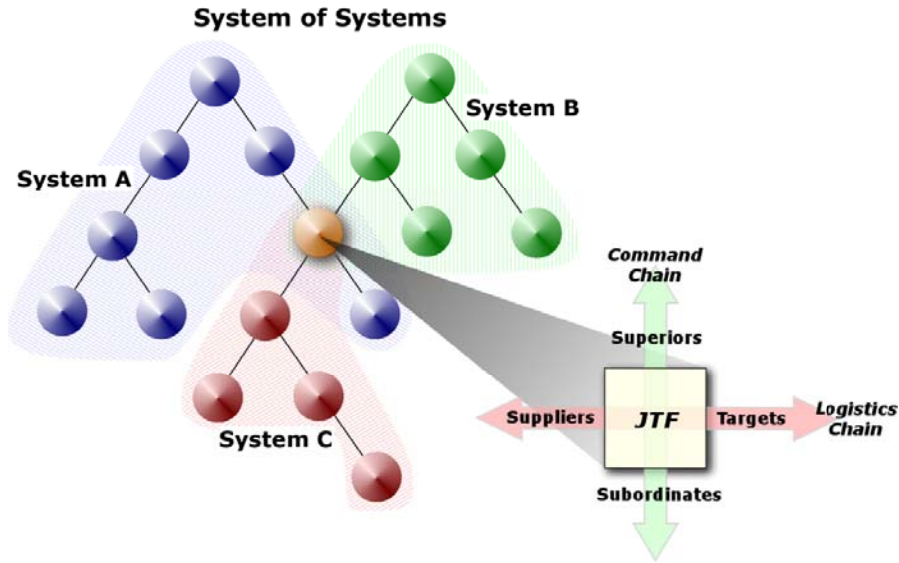 System of Systems
System B
System A
Command
Chain
Superiors
Suppliers
JTF
Targets
Logistics
Chain
System C
Subordinates